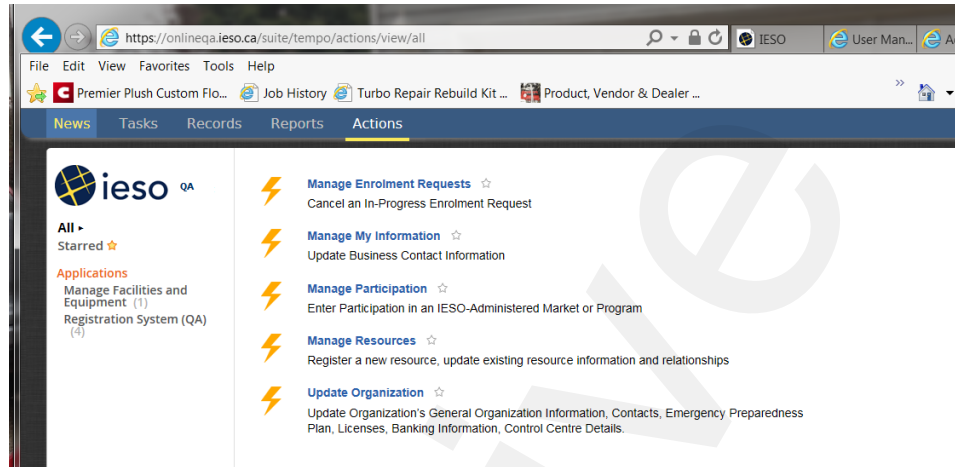 https://onlineqa.ieso.ca/suite/tempo/actions/view/all
IESO
User Man...
File Edit View Favorites Tools Help
Premier Plush Custom Flo...
Job History
Turbo Repair Rebuild Kit ...
Product, Vendor & Dealer ...
News Tasks Records Reports Actions
ieso QA
All
Starred
Applications
Manage Facilities and
Equipment (1)
Registration System (QA)
(4)
Manage Enrolment Requests
Cancel an In-Progress Enrolment Request
Manage My Information
Update Business Contact Information
Manage Participation
Enter Participation in an IESO-Administered Market or Program
Manage Resources
Register a new resource, update existing resource information and relationships
Update Organization
Update Organization's General Organization Information, Contacts, Emergency Preparedness
Plan, Licenses, Banking Information, Control Centre Details.